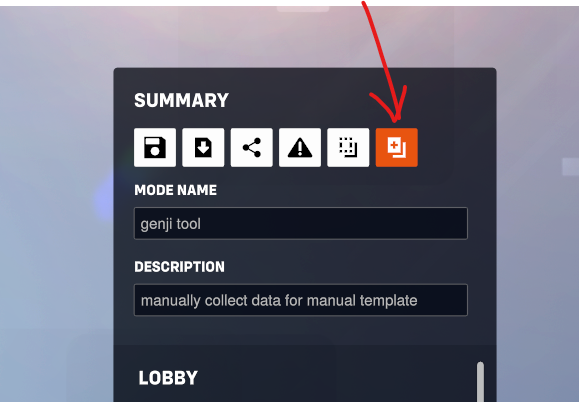 SUMMARY
MODE NAME
genji tool
DESCRIPTION
manually collect data for manual template
LOBBY